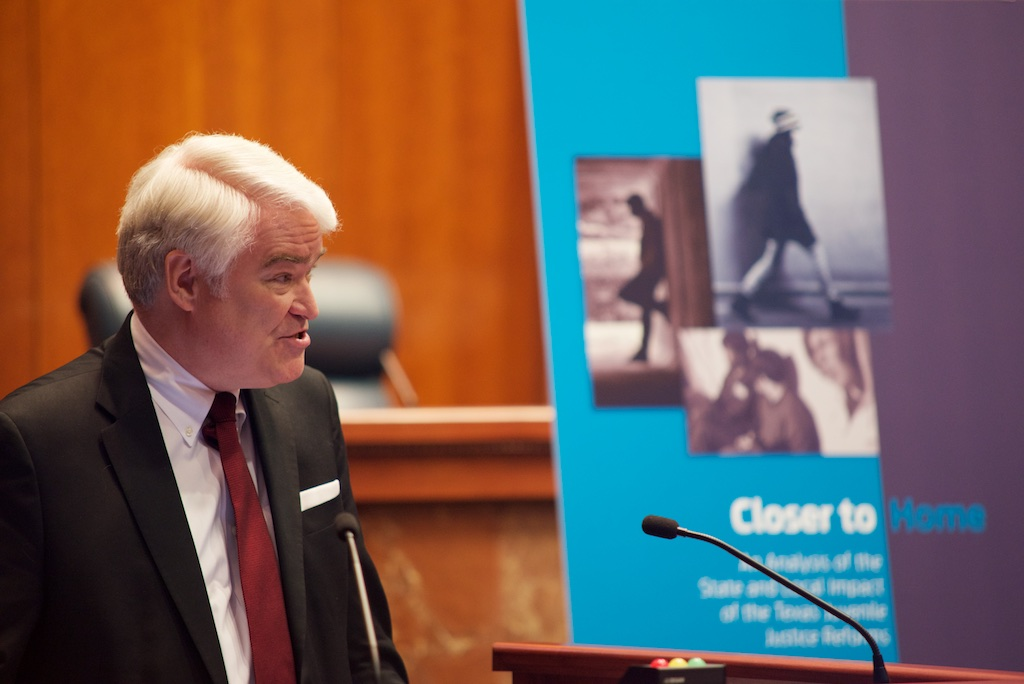 Closer to Home
An Analysis of the
State and Local Impact
of the Texas Juvenile
Justice Reforms